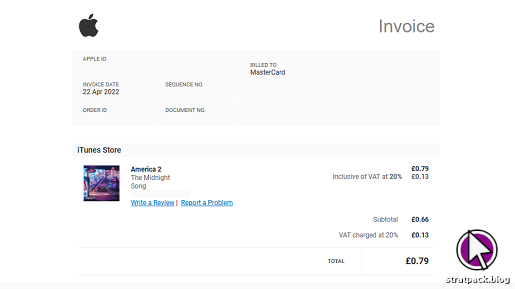 Invoice
APPLE ID
BILLED TO
MasterCard
INVOICE DATE
SEQUENCE NO.
22 Apr 2022
ORDER ID
DOCUMENT NO.
iTunes Store
America 2
£0.79
The Midnight
Inclusive of VAT at 20%
£0.13
Song
Write a Review | Report a Problem
Subtotal
£0.66
VAT charged at 20%
£0.13
TOTAL
£0.79
stratpack.blog